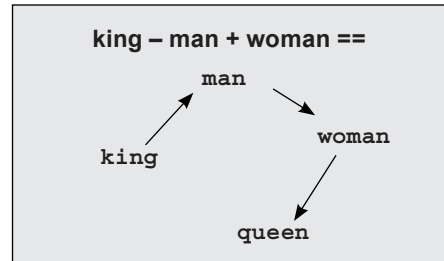 king – man + woman ==
man
woman
king
queen